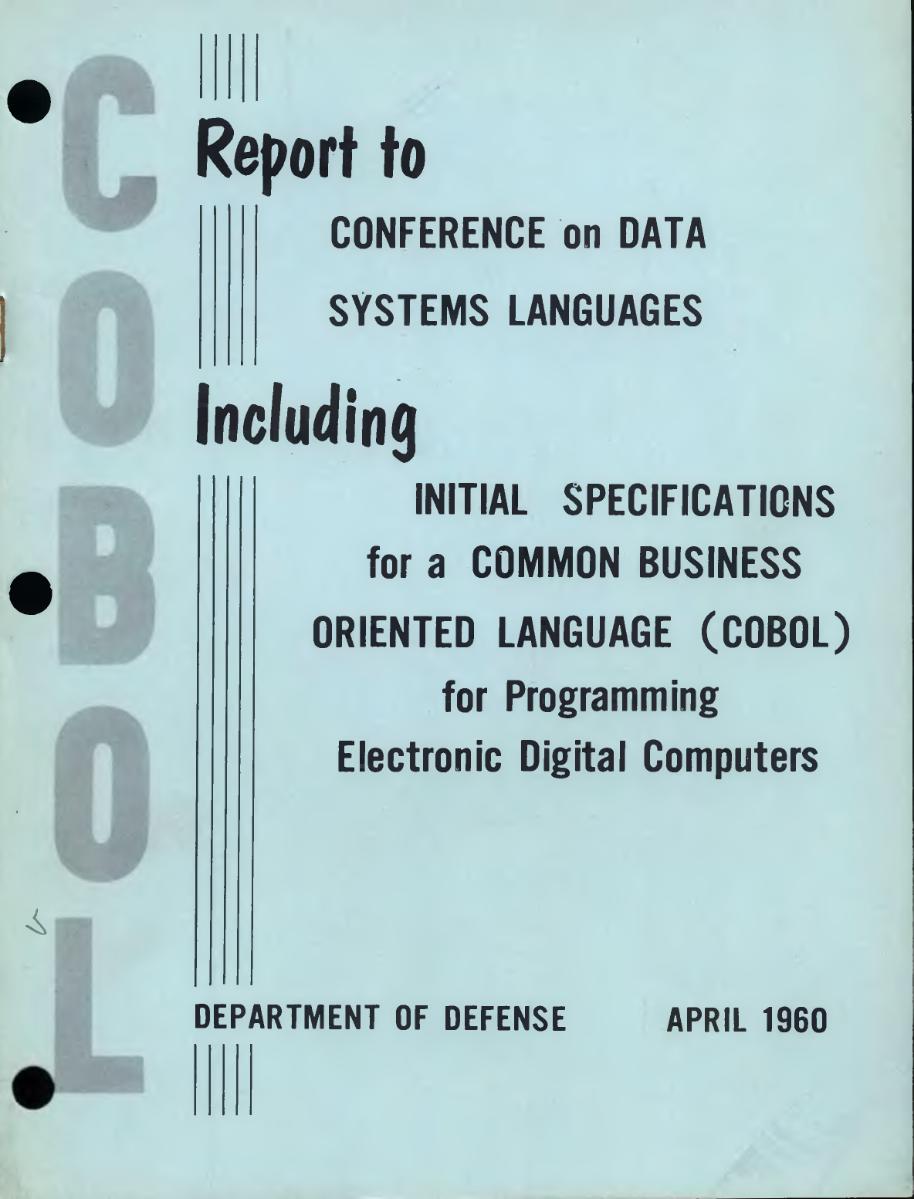 COBOL
Report to
CONFERENCE on DATA
SYSTEMS LANGUAGES
Including
INITIAL SPECIFICATIONS
for a COMMON BUSINESS
ORIENTED LANGUAGE (COBOL)
for Programming
Electronic Digital Computers
DEPARTMENT OF DEFENSE APRIL 1960